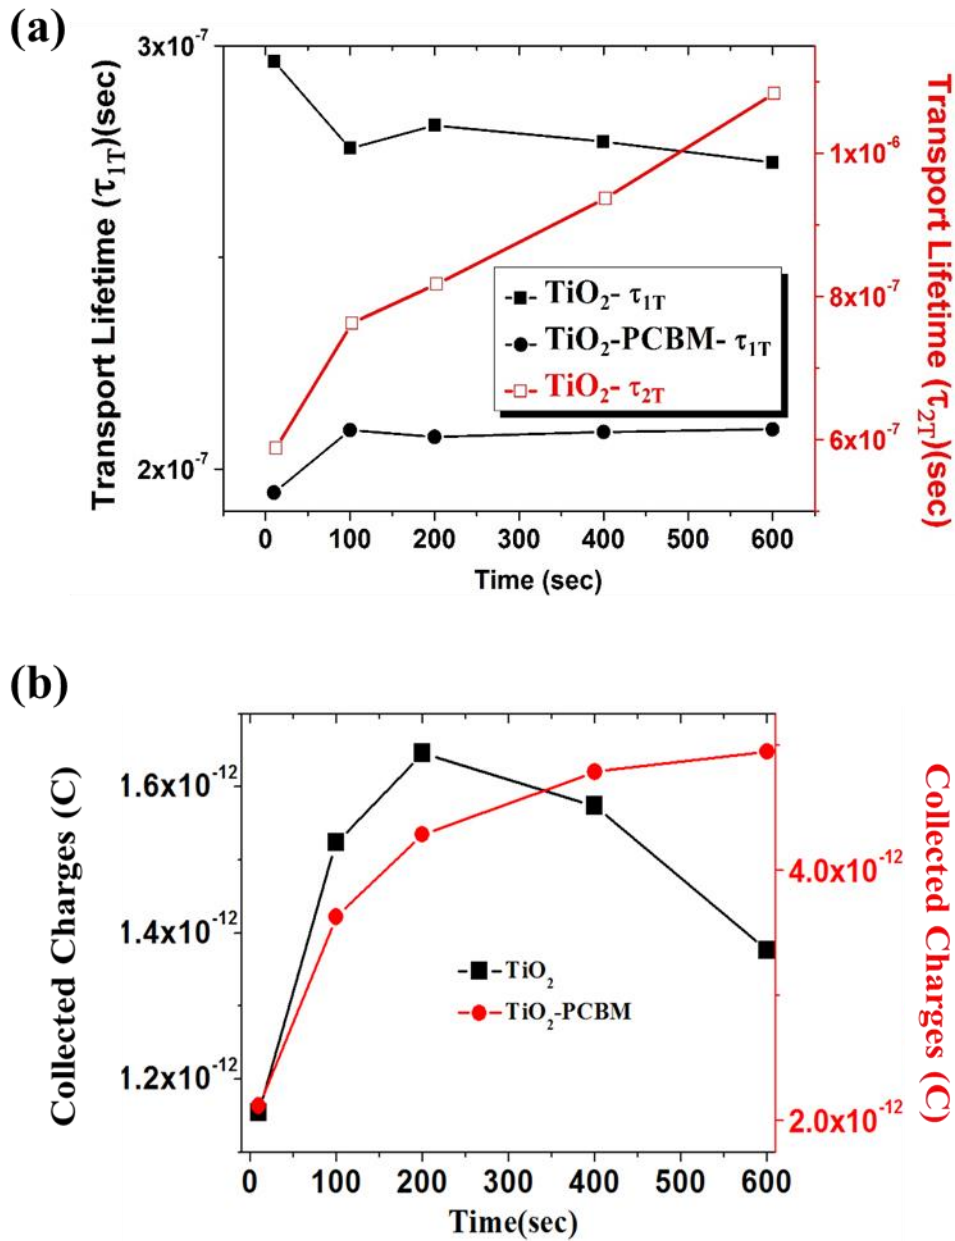 (a)
Transport Lifetime (τ1T)(sec)
3x10-7
2x10-7
TiO2- τ1T
TiO2-PCBM- τ1T
TiO2- τ2T
1x10-6
8x10-7
6x10-7
Transport Lifetime (τ2T)(sec)
0 100 200 300 400 500 600
Time (sec)
(b)
Collected Charges (C)
1.6x10-12
1.4x10-12
1.2x10-12
TiO2
TiO2-PCBM
4.0x10-12
2.0x10-12
Collected Charges (C)
0 100 200 300 400 500 600
Time(sec)